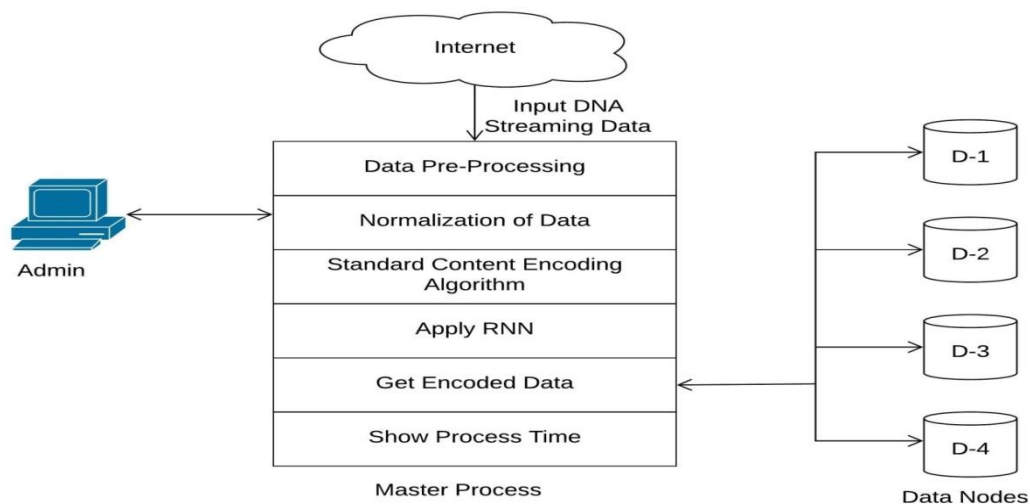 Internet
Input DNA
Streaming Data
Data Pre-Processing
Normalization of Data
Standard Content Encoding
Algorithm
Apply RNN
Get Encoded Data
Show Process Time
Master Process
Admin
D-1
D-2
D-3
D-4
Data Nodes